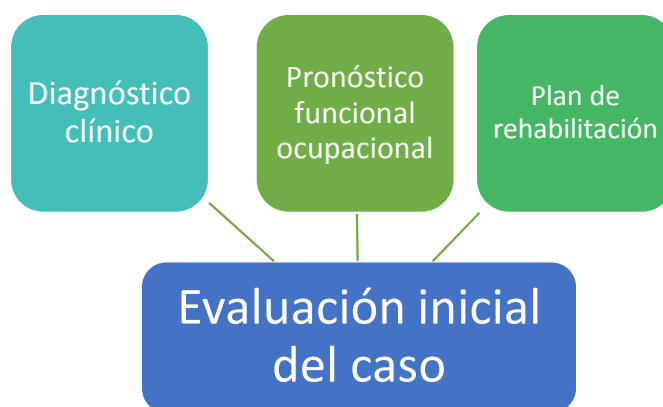 Diagnóstico
clínico
Pronóstico
funcional
ocupacional
Plan de
rehabilitación
Evaluación inicial
del caso